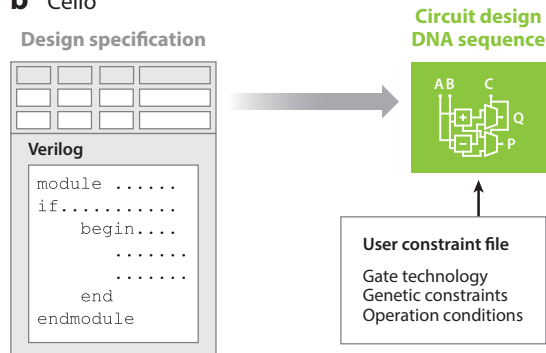 b Cello
Design specification
Circuit design
DNA sequence
Verilog
module ......
if...........
begin....
.......
.......
end
endmodule
A B C
+
Q
−
P
User constraint file
Gate technology
Genetic constraints
Operation conditions